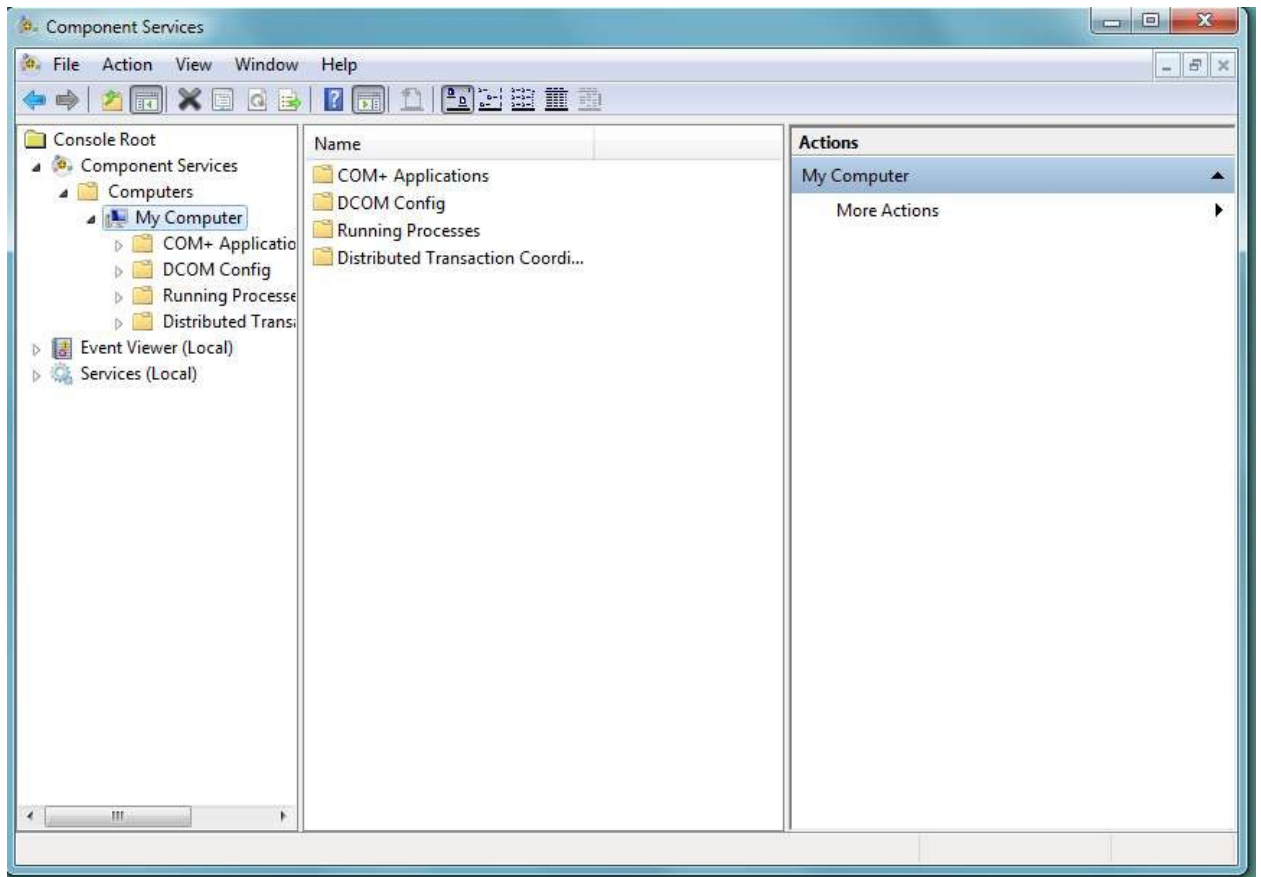 Component Services
File Action View Window Help
Console Root
Component Services
Computers
My Computer
COM+ Applicatio
DCOM Config
Running Processe
Distributed Transa
Event Viewer (Local)
Services (Local)
Name
COM+ Applications
DCOM Config
Running Processes
Distributed Transaction Coordi...
Actions
My Computer
More Actions